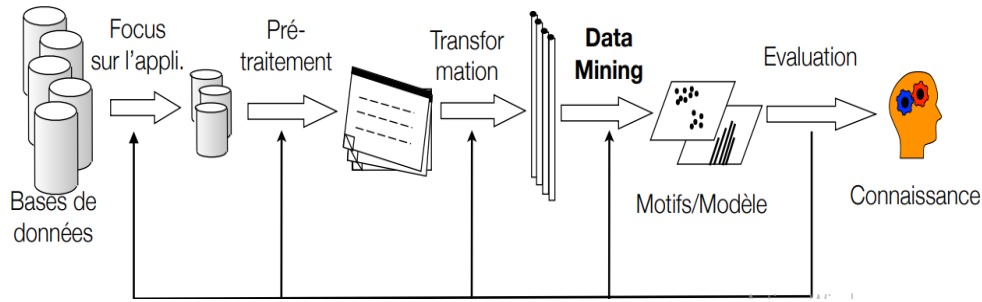 Focus
sur l'appli.
Pré-
traitement
Transfor
mation
Data
Mining
Evaluation
Bases de
données
Motifs/Modèle
Connaissance